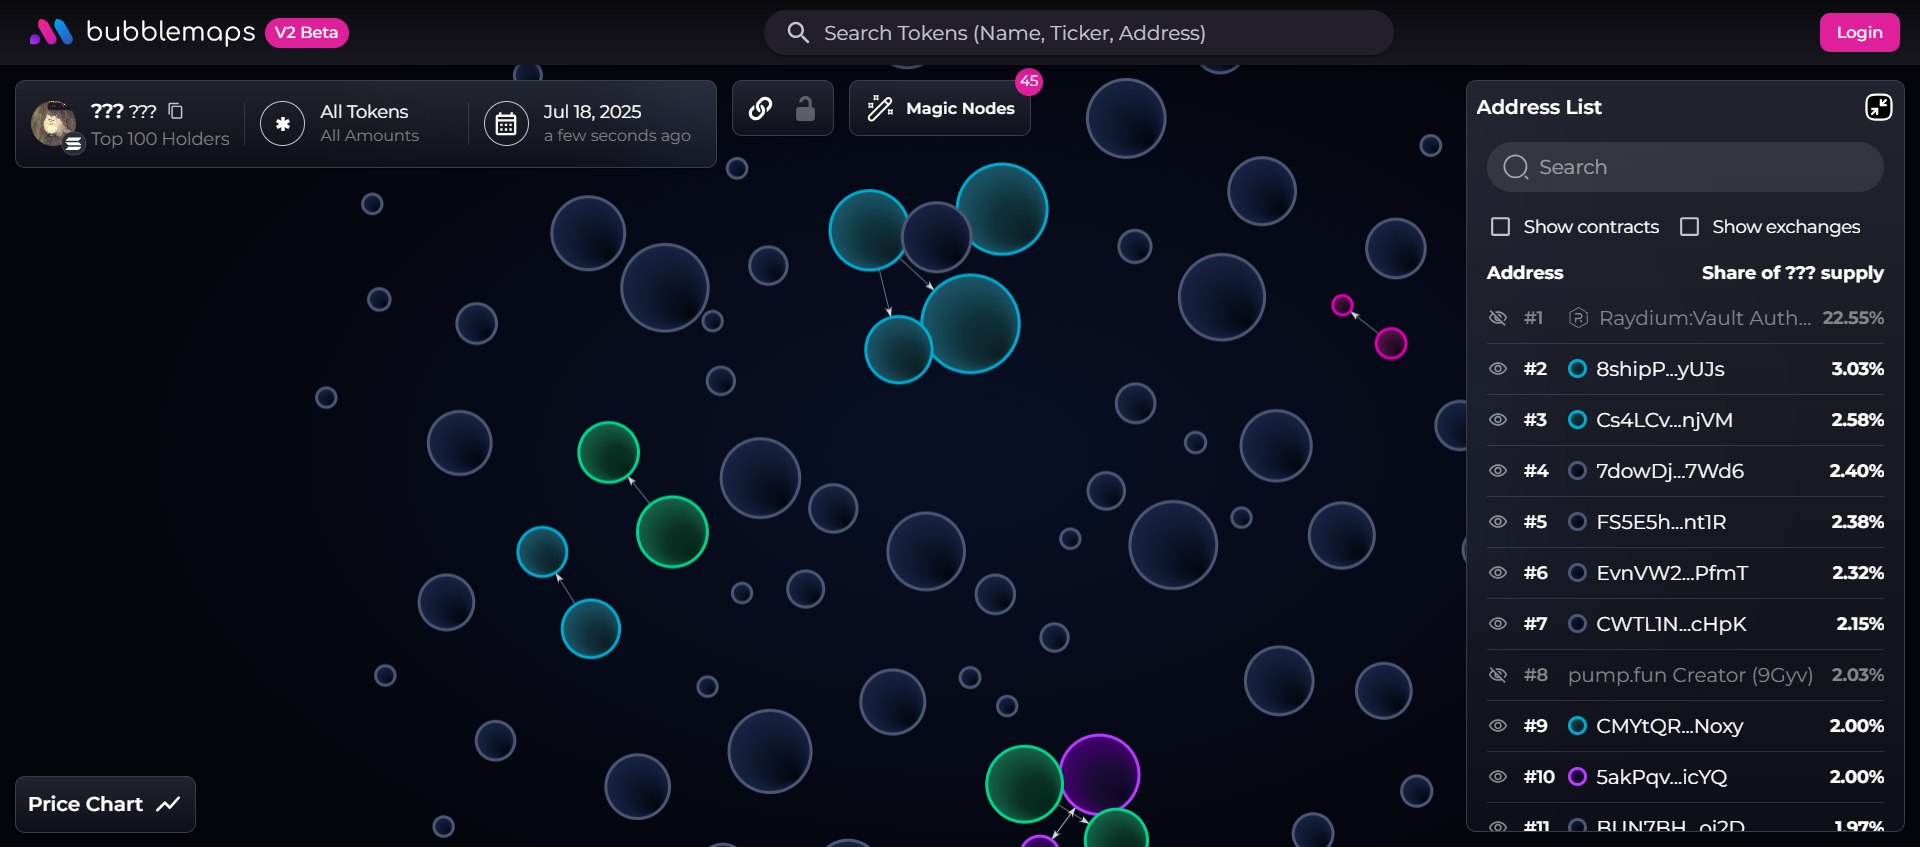 bubblemaps V2 Beta
Search Tokens (Name, Ticker, Address)
Login
??? ???
Top 100 Holders
All Tokens
All Amounts
Jul 18, 2025
a few seconds ago
Magic Nodes
45
Address List
Search
Show contracts
Show exchanges
Address
Share of ??? supply
#1 Raydium:Vault Auth... 22.55%
#2 8shipP...yUJs 3.03%
#3 Cs4LCv...njVM 2.58%
#4 7dowDj...7Wd6 2.40%
#5 FS5E5h...nt1R 2.38%
#6 EvnVW2...PfmT 2.32%
#7 CWTL1N...cHpK 2.15%
#8 pump.fun Creator (9Gyv) 2.03%
#9 CMYtQR...Noxy 2.00%
#10 5akPqv...icYQ 2.00%
#11 1.97%
Price Chart